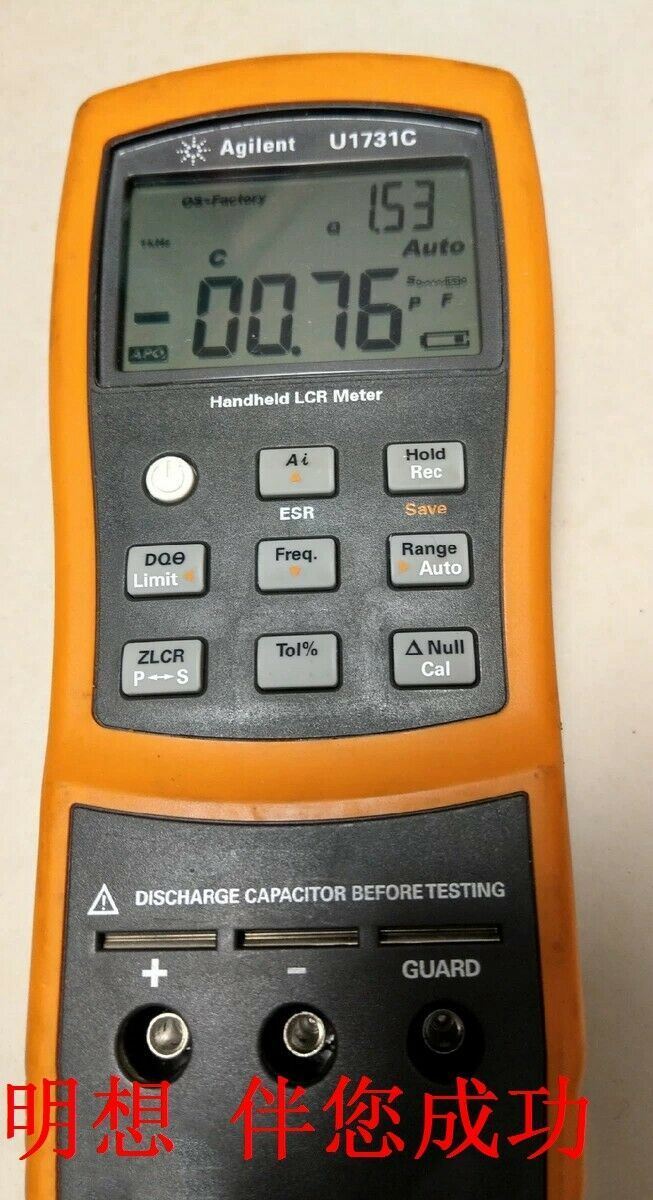 Agilent U1731C
OS-Factory
Q 1.53
1kHz
Auto
C
-00.76 pF
APO
Handheld LCR Meter
Ai
Hold
Rec
ESR
Save
DQΘ
Limit
Freq.
Range
Auto
ZLCR
P↔S
Tol%
Δ Null
Cal
DISCHARGE CAPACITOR BEFORE TESTING
+ - GUARD
明想 伴您成功